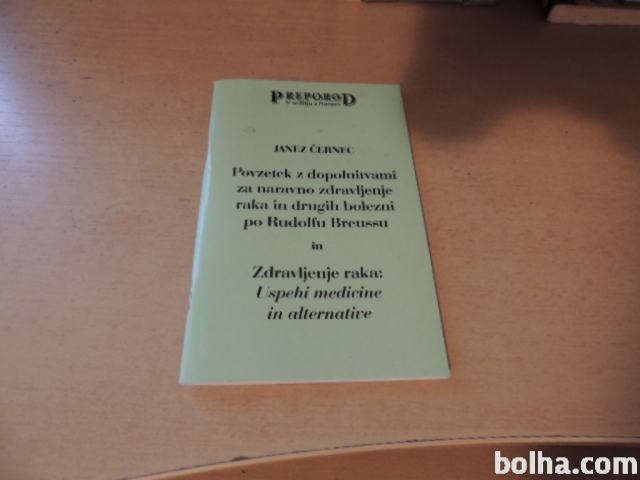 PREPOROD
JANEZ ČERNEC
Povzetek z dopolnitvami
za naravno zdravljenje
raka in drugih bolezni
po Rudolfu Breussu
in
Zdravljenje raka:
Uspehi medicine
in alternative
bolha.com